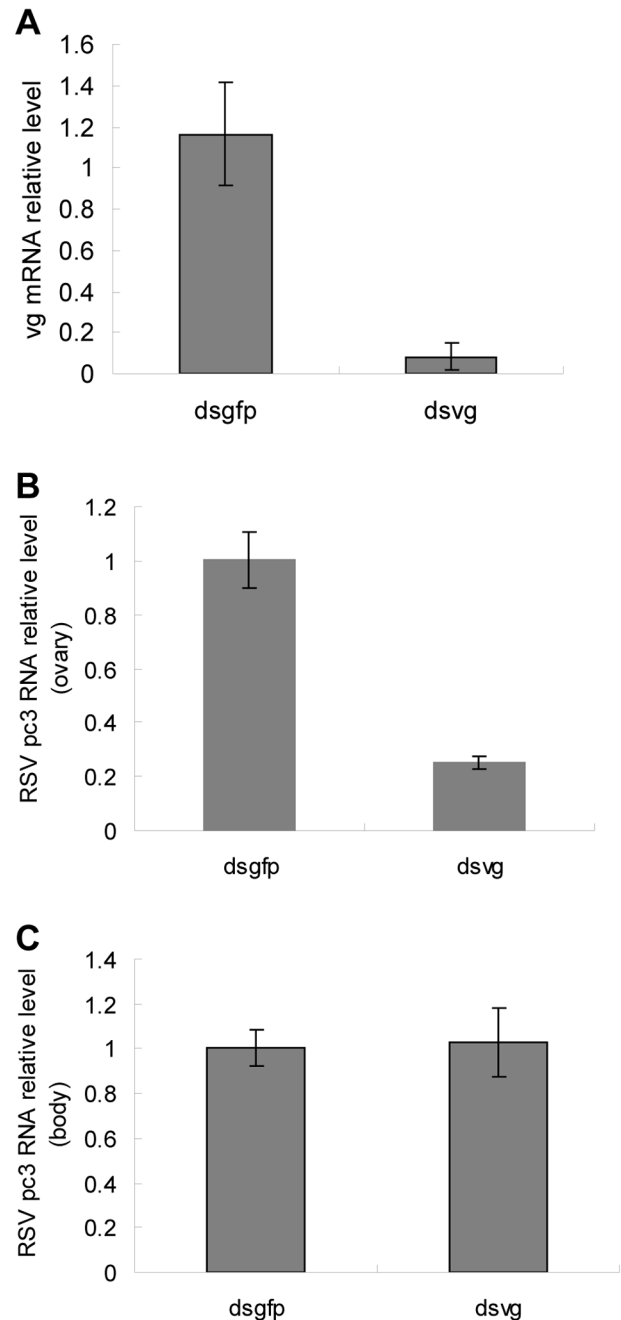 A
vg mRNA relative level
1.6
1.4
1.2
1
0.8
0.6
0.4
0.2
0
dsgfp dsvg
B
RSV pc3 RNA relative level
(ovary)
1.2
1
0.8
0.6
0.4
0.2
0
dsgfp dsvg
C
RSV pc3 RNA relative level
(body)
1.4
1.2
1
0.8
0.6
0.4
0.2
0
dsgfp dsvg